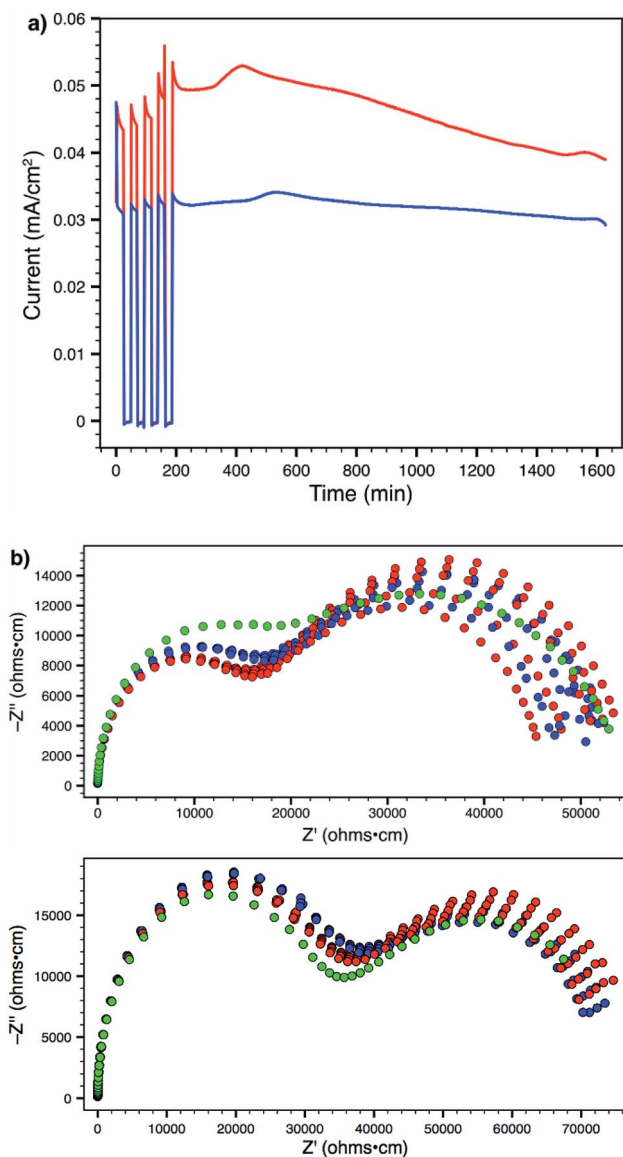 a)
0.06
0.05
0.04
0.03
0.02
0.01
0
Current (mA/cm²)
0 200 400 600 800 1000 1200 1400 1600
Time (min)
b)
14000
12000
10000
8000
6000
4000
2000
0
–Z" (ohms•cm)
0 10000 20000 30000 40000 50000
Z' (ohms•cm)
15000
10000
5000
0
–Z" (ohms•cm)
0 10000 20000 30000 40000 50000 60000 70000
Z' (ohms•cm)